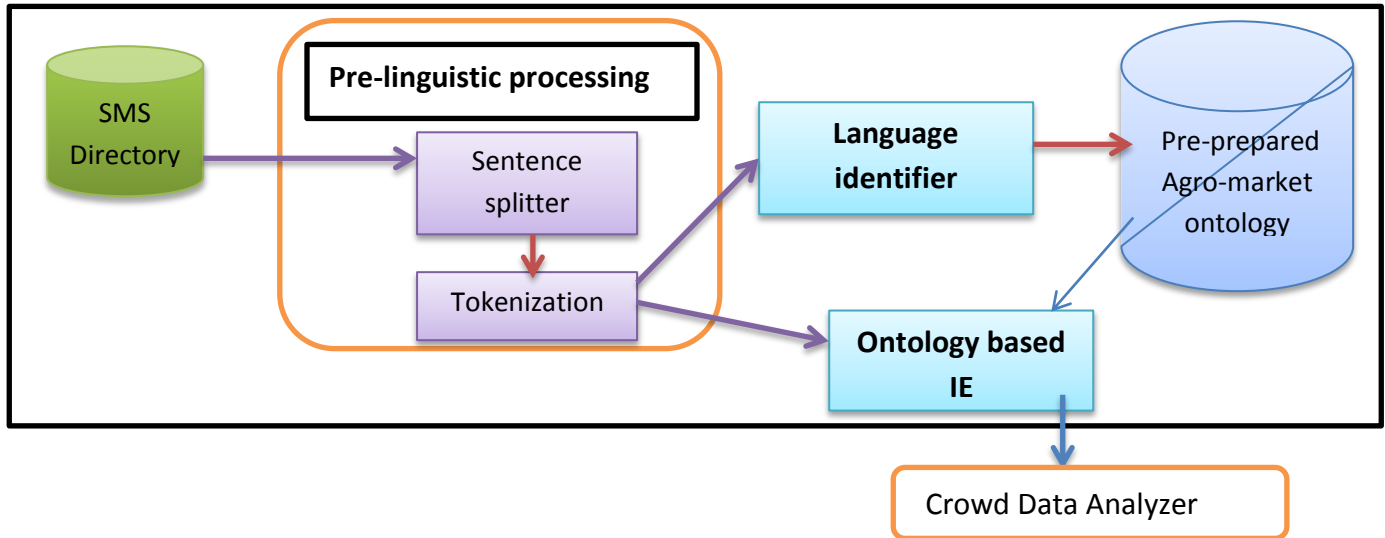 Pre-linguistic processing
SMS
Directory
Sentence
splitter
Tokenization
Language
identifier
Pre-prepared
Agro-market
ontology
Ontology based
IE
Crowd Data Analyzer